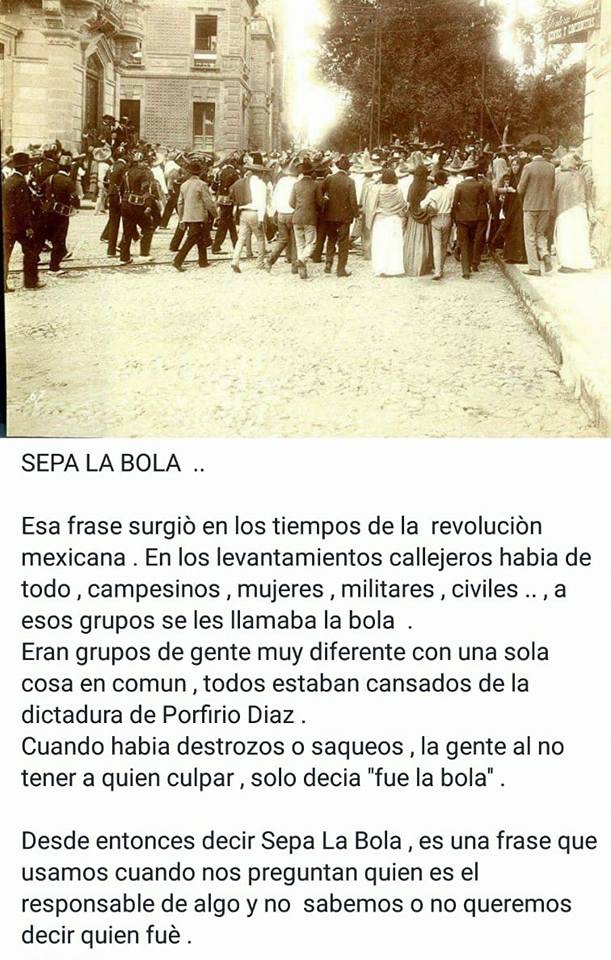 SEPA LA BOLA ..
Esa frase surgiò en los tiempos de la revoluciòn
mexicana . En los levantamientos callejeros habia de
todo , campesinos , mujeres , militares , civiles .. , a
esos grupos se les llamaba la bola .
Eran grupos de gente muy diferente con una sola
cosa en comun , todos estaban cansados de la
dictadura de Porfirio Diaz .
Cuando habia destrozos o saqueos , la gente al no
tener a quien culpar , solo decia "fue la bola" .
Desde entonces decir Sepa La Bola , es una frase que
usamos cuando nos preguntan quien es el
responsable de algo y no sabemos o no queremos
decir quien fuè .